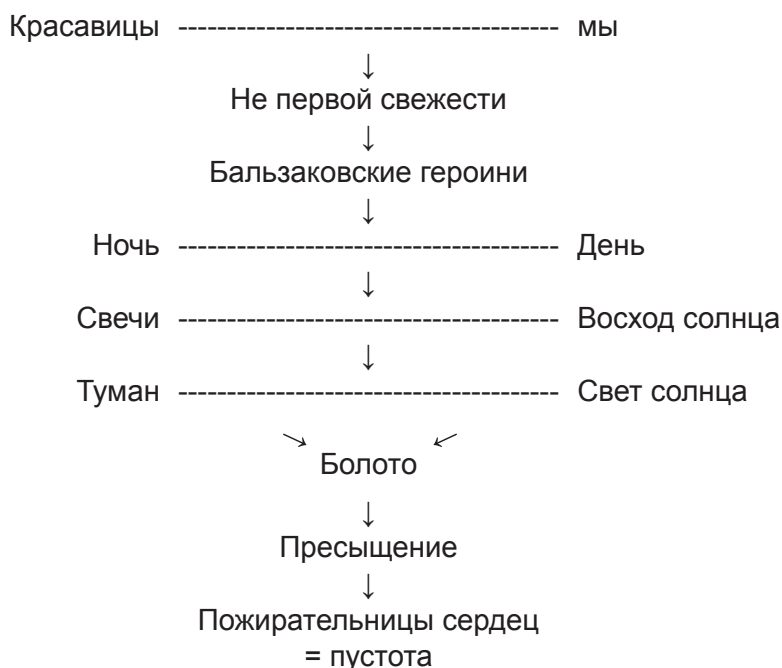 Красавицы --------------------------------------- мы
↓
Не первой свежести
↓
Бальзаковские героини
↓
Ночь --------------------------------------- День
↓
Свечи --------------------------------------- Восход солнца
↓
Туман --------------------------------------- Свет солнца
↘ ↙
Болото
↓
Пресыщение
↓
Пожирательницы сердец
= пустота